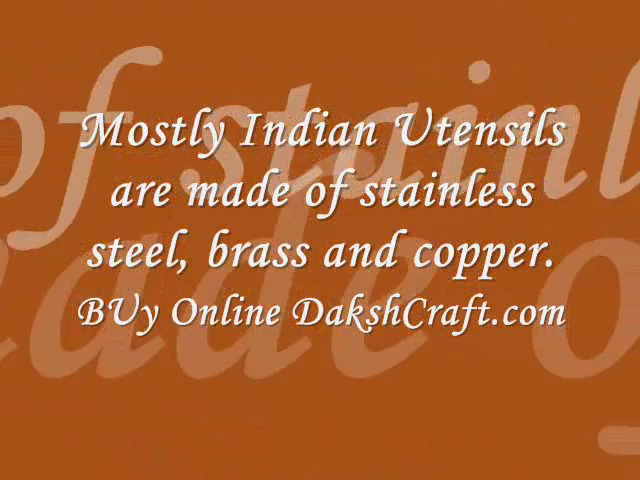 Mostly Indian Utensils
are made of stainless
steel, brass and copper.
BUy Online DakshCraft.com